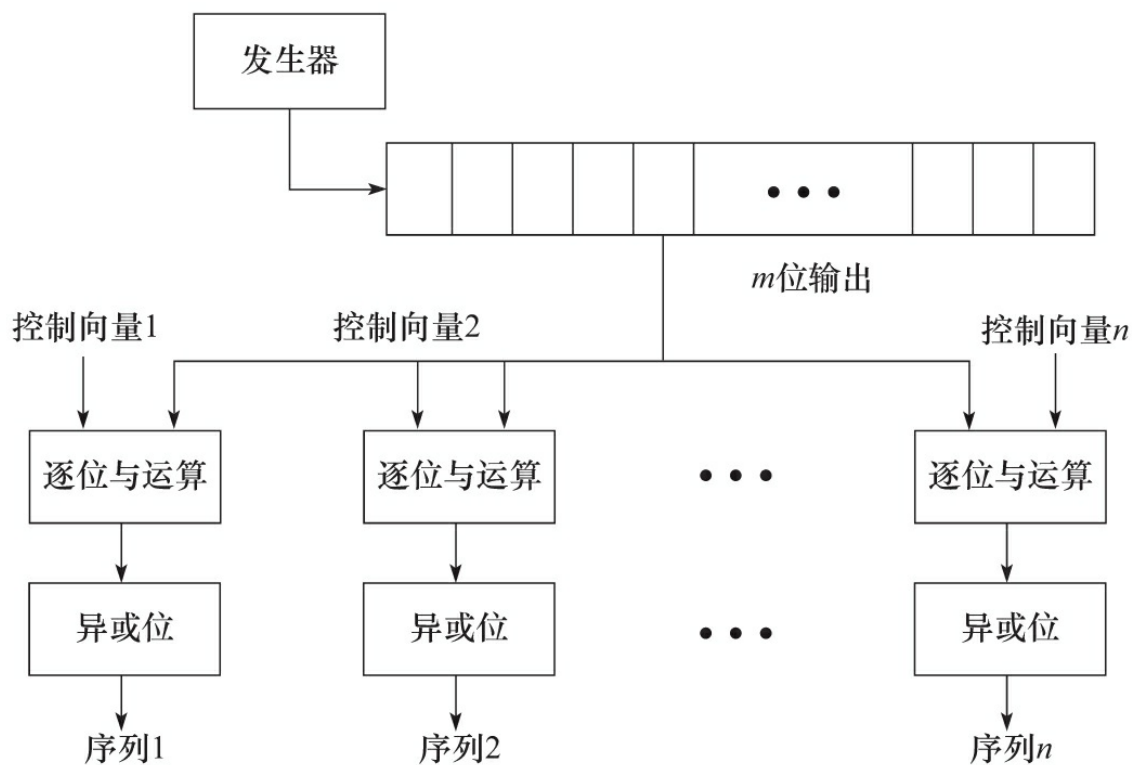 发生器
m位输出
控制向量1 控制向量2 控制向量n
逐位与运算 逐位与运算 逐位与运算
异或位 异或位 异或位
序列1 序列2 序列n